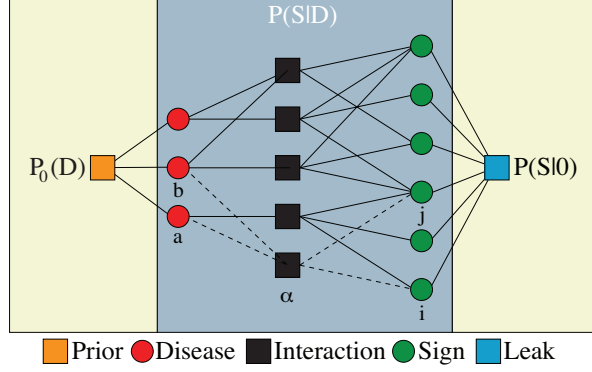 P(S|D)
P₀(D)
P(S|0)
b
a
j
α
i
Prior Disease Interaction Sign Leak